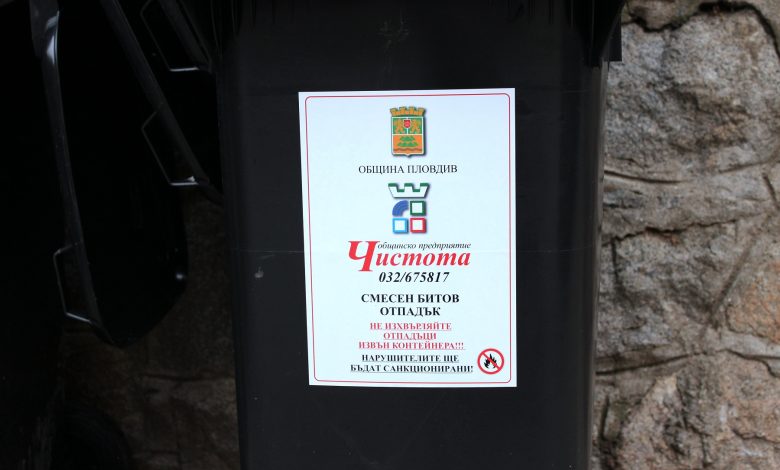 ОБЩИНА ПЛОВДИВ
общинско предприятие
Чистота
032/675817
СМЕСЕН БИТОВ
ОТПАДЪК
НЕ ИЗХВЪРЛЯЙТЕ
ОТПАДЪЦИ
ИЗВЪН КОНТЕЙНЕРА!!!
НАРУШИТЕЛИТЕ ЩЕ
БЪДАТ САНКЦИОНИРАНИ!